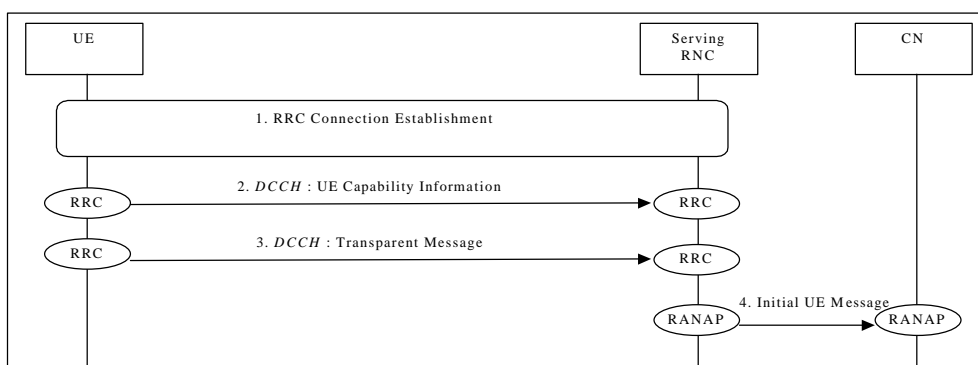 UE
Serving
RNC
CN
1. RRC Connection Establishment
2. DCCH : UE Capability Information
RRC
RRC
3. DCCH : Transparent Message
RRC
RRC
4. Initial UE Message
RANAP
RANAP